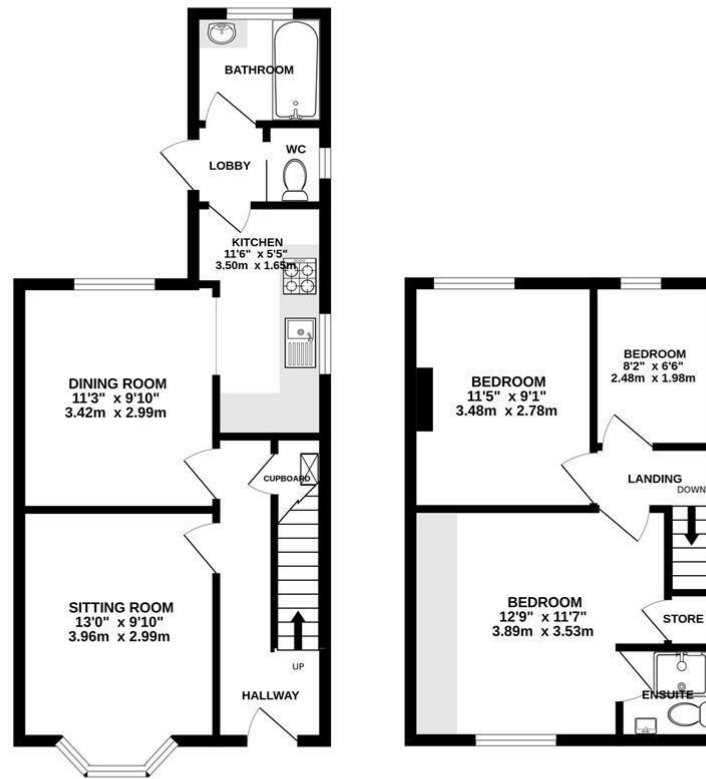 BATHROOM
WC
LOBBY
KITCHEN
11'6" x 5'5"
3.50m x 1.65m
DINING ROOM
11'3" x 9'10"
3.42m x 2.99m
CUPBOARD
SITTING ROOM
13'0" x 9'10"
3.96m x 2.99m
UP
HALLWAY
BEDROOM
11'5" x 9'1"
3.48m x 2.78m
BEDROOM
8'2" x 6'6"
2.48m x 1.98m
LANDING
DOWN
BEDROOM
12'9" x 11'7"
3.89m x 3.53m
STORE
ENSUITE